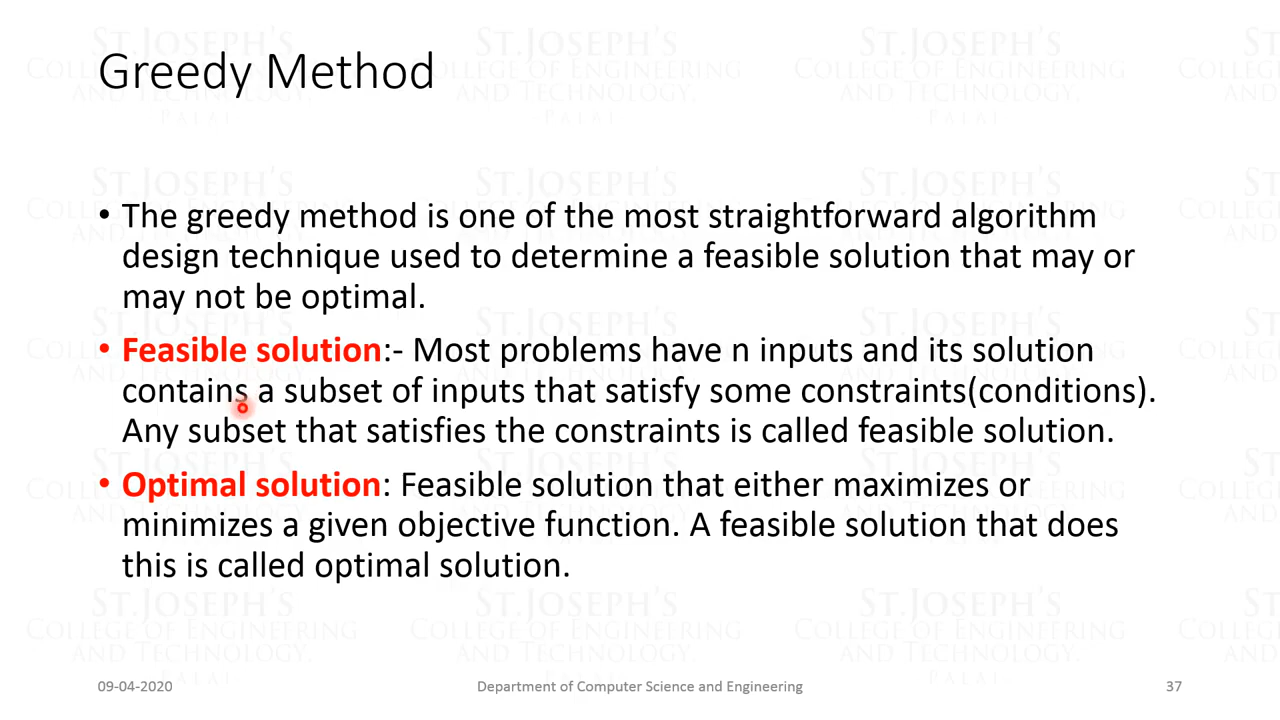 Greedy Method
• The greedy method is one of the most straightforward algorithm
design technique used to determine a feasible solution that may or
may not be optimal.
• Feasible solution:- Most problems have n inputs and its solution
contains a subset of inputs that satisfy some constraints(conditions).
Any subset that satisfies the constraints is called feasible solution.
• Optimal solution: Feasible solution that either maximizes or
minimizes a given objective function. A feasible solution that does
this is called optimal solution.
09-04-2020
Department of Computer Science and Engineering
37
St.Joseph's
College of Engineering
and Technology,
Palai